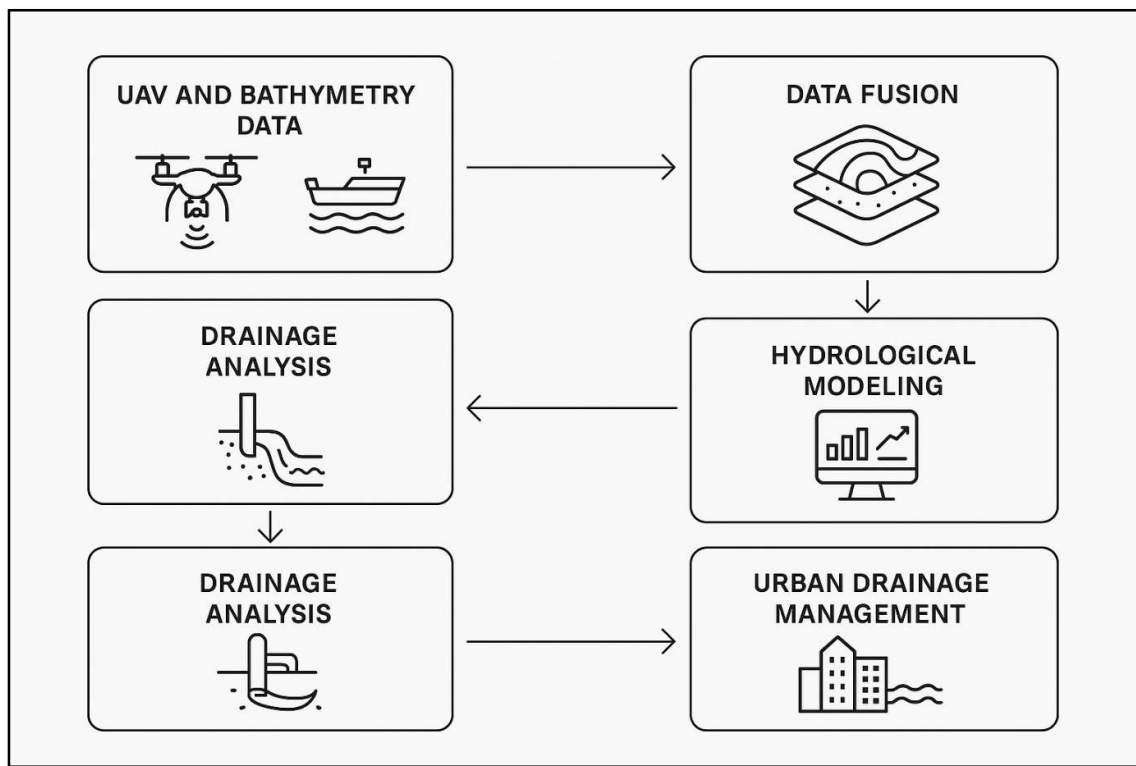 UAV AND BATHYMETRY
DATA
DATA FUSION
HYDROLOGICAL
MODELING
DRAINAGE
ANALYSIS
DRAINAGE
ANALYSIS
URBAN DRAINAGE
MANAGEMENT